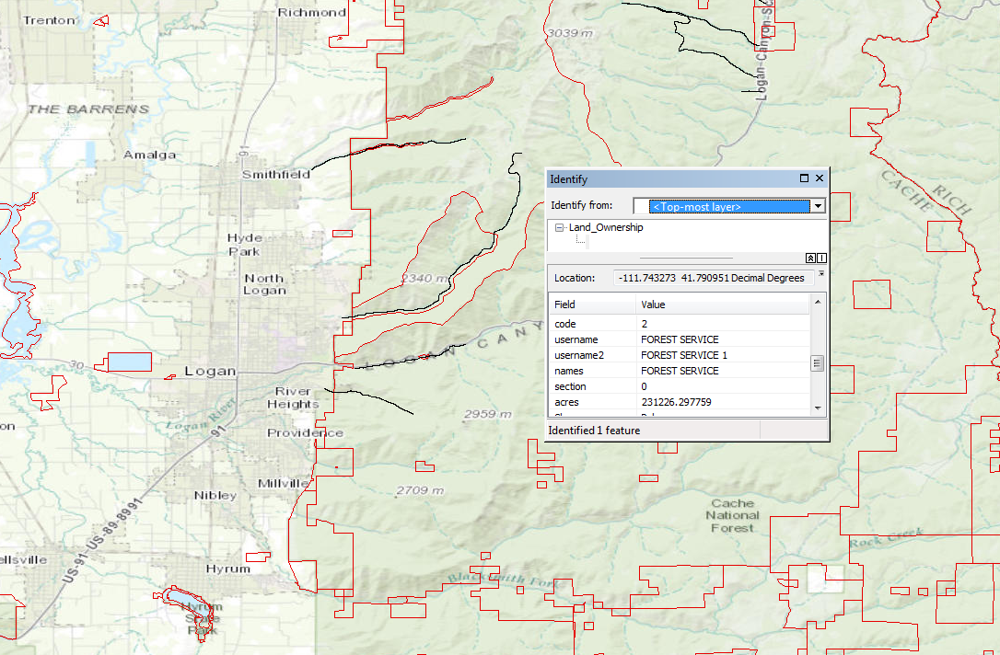 Richmond
Trenton
3039 m
Logan-Canyon-Sc
THE BARRENS
Amalga
Smithfield
91
RICH
CACHE
Hyde
Park
North
Logan
2340 m
LOGAN CANY
30
Logan
River
Heights
Logan River
91
Providence
on
2959 m
Millville
Nibley
2709 m
US-91-US-89-8991
Cache
National
Forest
Rock Creek
ellsville
Hyrum
Blacksmith Fork
Hyrum
State
Park
Identify
Identify from:
<Top-most layer>
Land_Ownership
Location:
-111.743273 41.790951 Decimal Degrees
Field Value
code 2
username FOREST SERVICE
username2 FOREST SERVICE 1
names FOREST SERVICE
section 0
acres 231226.297759
Identified 1 feature